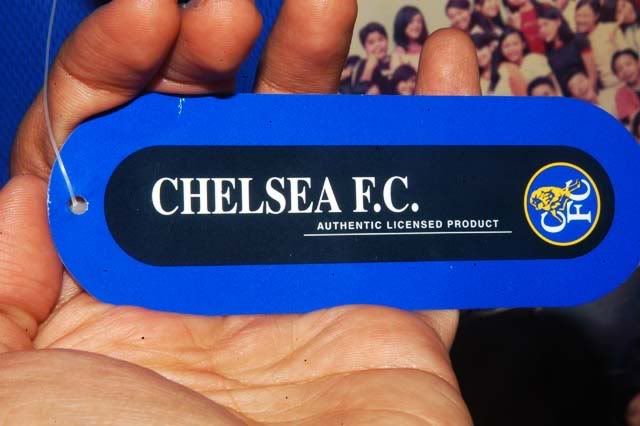 CHELSEA F.C.
AUTHENTIC LICENSED PRODUCT
CFC